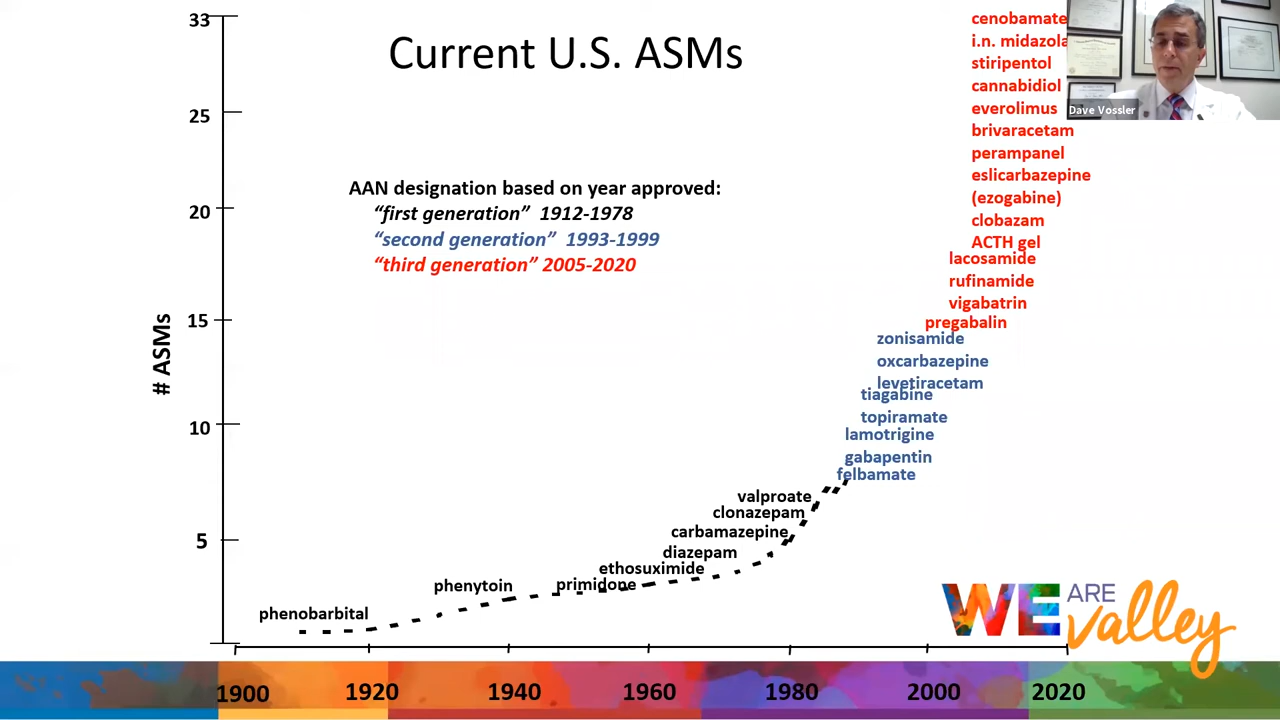 Current U.S. ASMs
33
25
20
15
10
5
# ASMs
AAN designation based on year approved:
“first generation” 1912-1978
“second generation” 1993-1999
“third generation” 2005-2020
cenobamate
i.n. midazola
stiripentol
cannabidiol
everolimus
brivaracetam
perampanel
eslicarbazepine
(ezogabine)
clobazam
ACTH gel
lacosamide
rufinamide
vigabatrin
pregabalin
zonisamide
oxcarbazepine
levetiracetam
tiagabine
topiramate
lamotrigine
gabapentin
felbamate
valproate
clonazepam
carbamazepine
diazepam
ethosuximide
primidone
phenytoin
phenobarbital
Dave Vossler
WE ARE
valley
1900 1920 1940 1960 1980 2000 2020